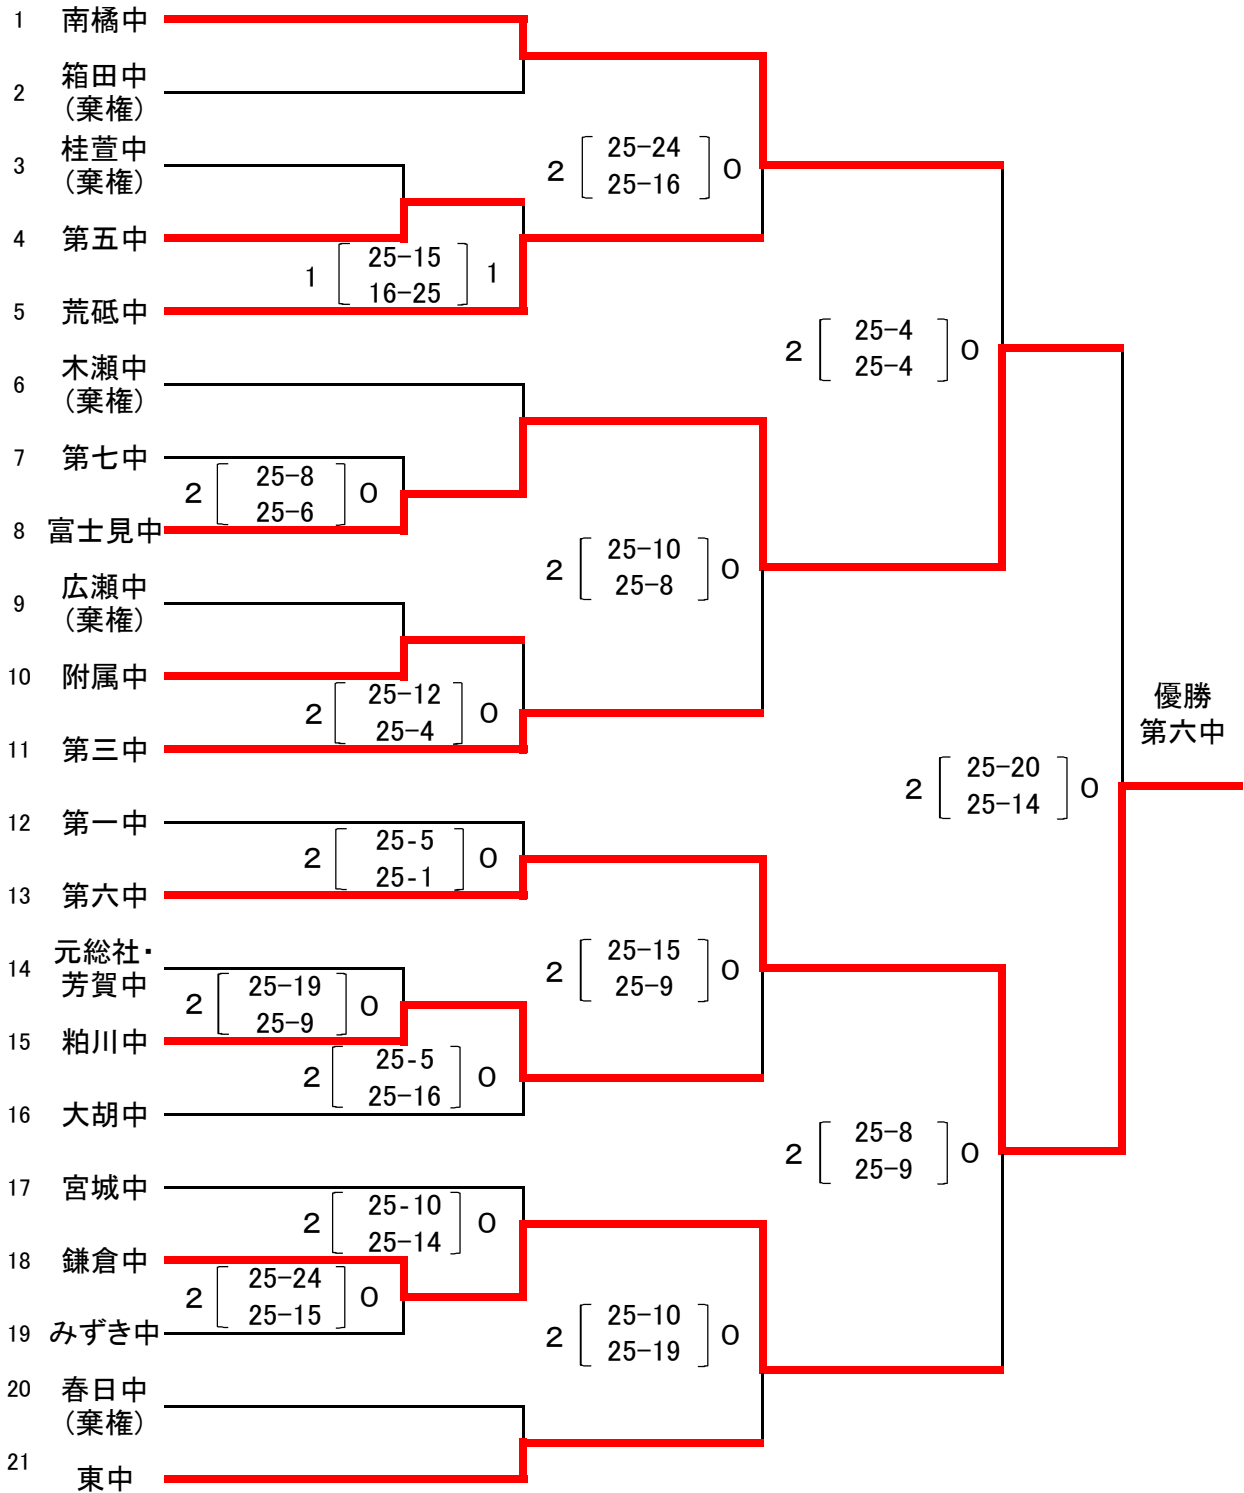 1 南橘中
2 箱田中
(棄権)
3 桂萱中
(棄権)
4 第五中
5 荒砥中
6 木瀬中
(棄権)
7 第七中
8 富士見中
9 広瀬中
(棄権)
10 附属中
11 第三中
12 第一中
13 第六中
14 元総社・
芳賀中
15 粕川中
16 大胡中
17 宮城中
18 鎌倉中
19 みずき中
20 春日中
(棄権)
21 東中
1 [25-15
16-25] 1
2 [25-8
25-6] 0
2 [25-12
25-4] 0
2 [25-5
25-1] 0
2 [25-19
25-9] 0
2 [25-5
25-16] 0
2 [25-10
25-14] 0
2 [25-24
25-15] 0
2 [25-24
25-16] 0
2 [25-10
25-8] 0
2 [25-15
25-9] 0
2 [25-10
25-19] 0
2 [25-4
25-4] 0
2 [25-8
25-9] 0
2 [25-20
25-14] 0
優勝
第六中